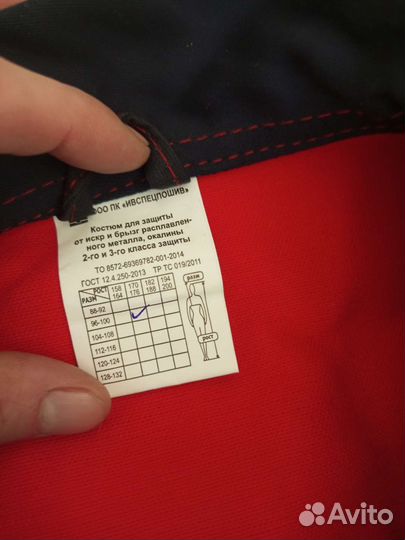 ООО ПК "ИВСПЕЦПОШИВ"
Костюм для защиты
от искр и брызг расплавлен-
ного металла, окалины
2-го и 3-го класса защиты
ТО 8572-69369782-001-2014
ГОСТ 12.4.250-2013 ТР ТС 019/2011
РОСТ 158 170 182 194
РАЗМ 164 176 188 200
88-92
96-100
104-108
112-116
120-124
128-132
разм
рост
Avito